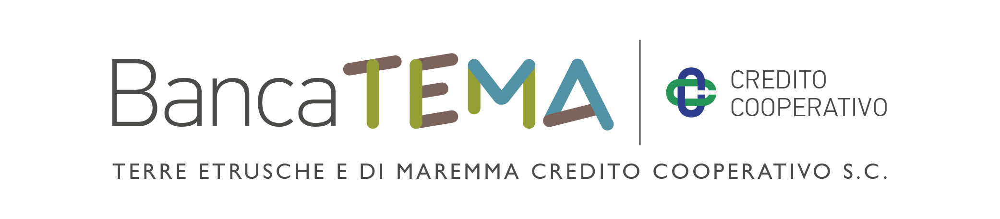 BancaTEMA
CREDITO
COOPERATIVO
TERRE ETRUSCHE E DI MAREMMA CREDITO COOPERATIVO S.C.